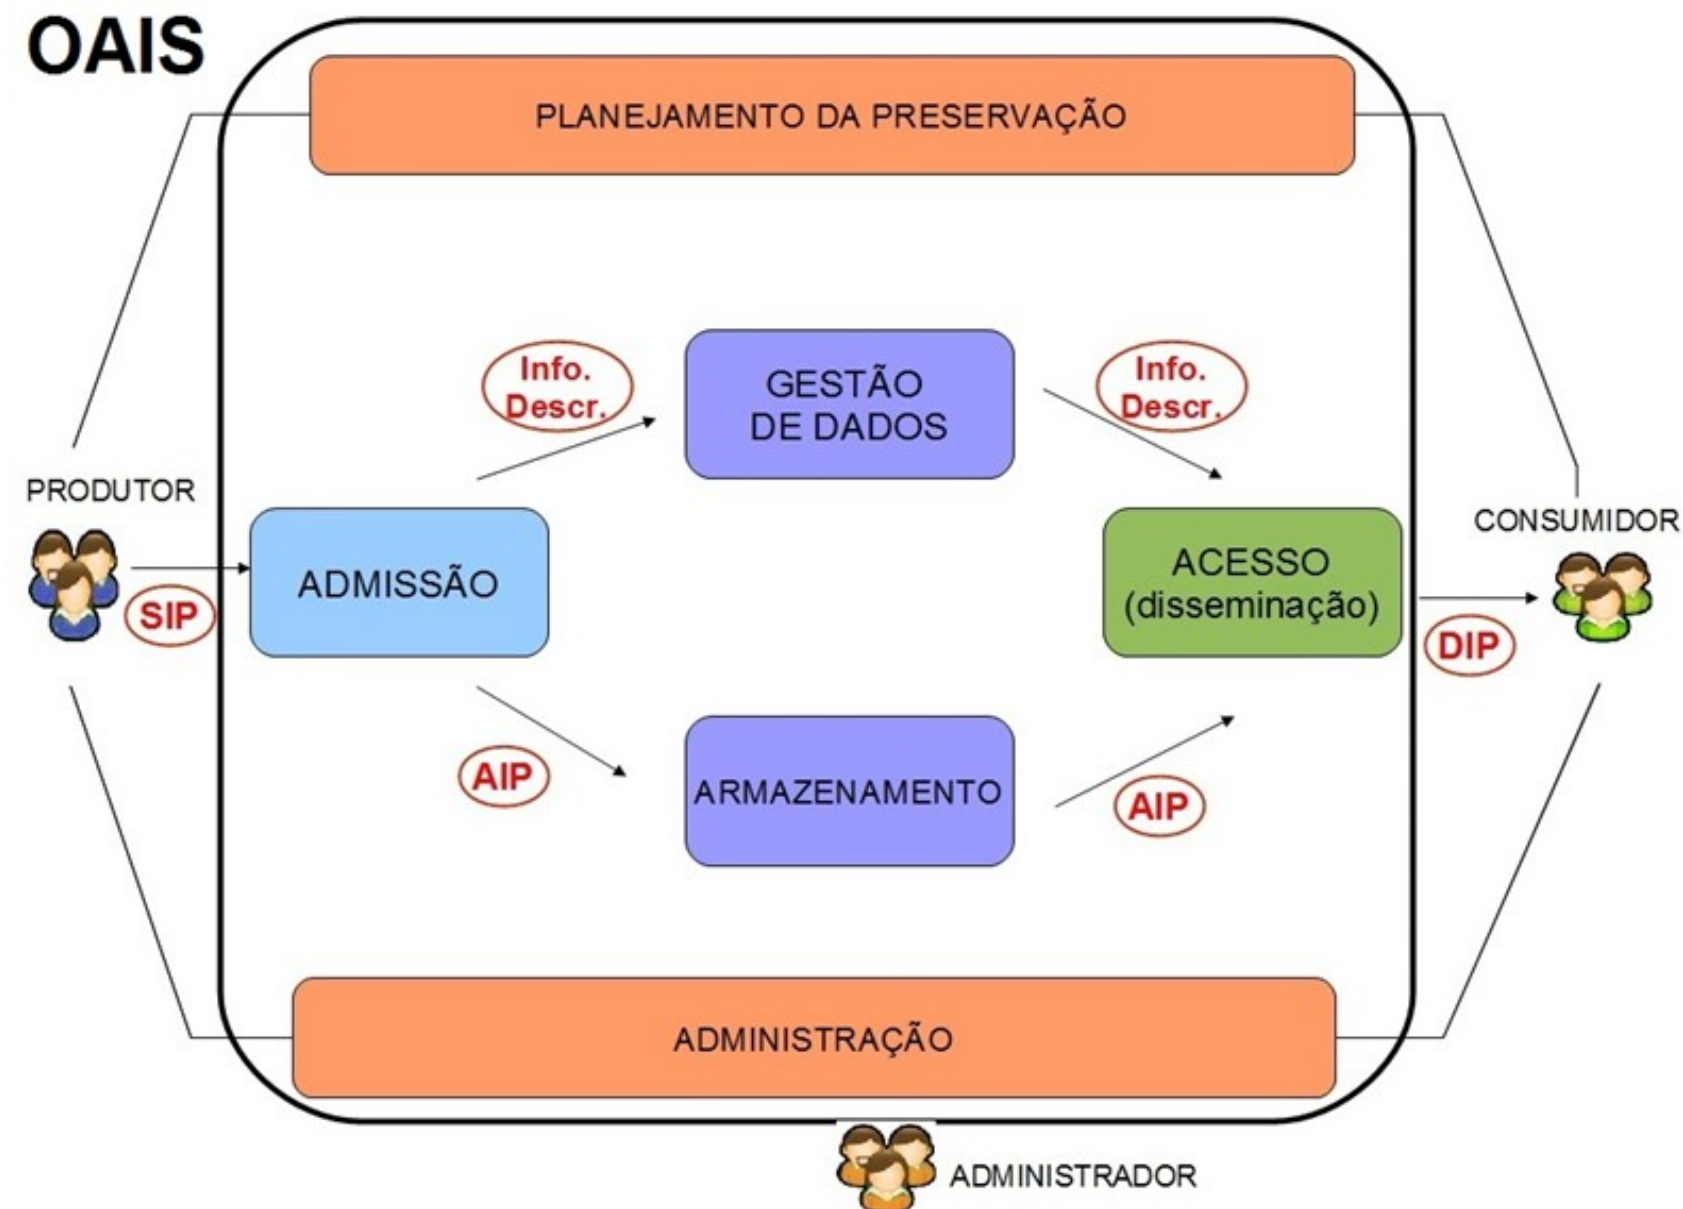 OAIS
PLANEJAMENTO DA PRESERVAÇÃO
Info.
Descr.
GESTÃO
DE DADOS
Info.
Descr.
PRODUTOR
CONSUMIDOR
ADMISSÃO
ACESSO
(disseminação)
SIP
DIP
AIP
ARMAZENAMENTO
AIP
ADMINISTRAÇÃO
ADMINISTRADOR